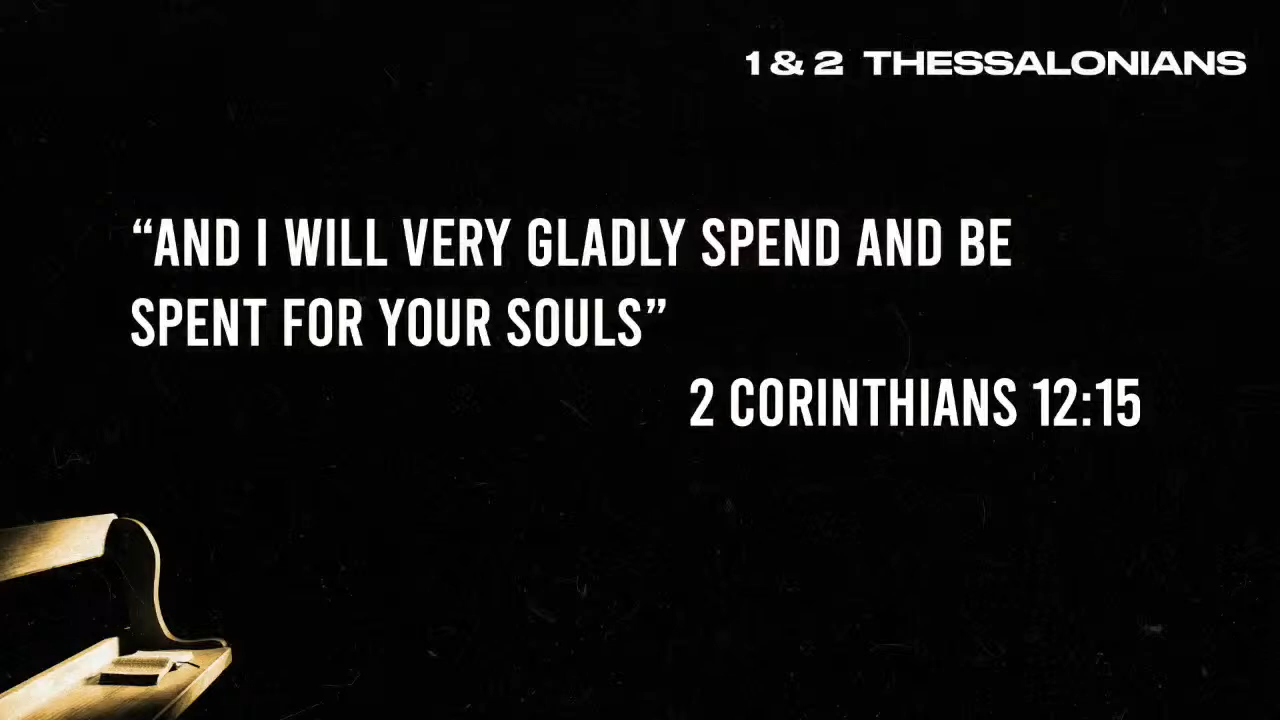 1 & 2 THESSALONIANS
“AND I WILL VERY GLADLY SPEND AND BE
SPENT FOR YOUR SOULS”
2 CORINTHIANS 12:15